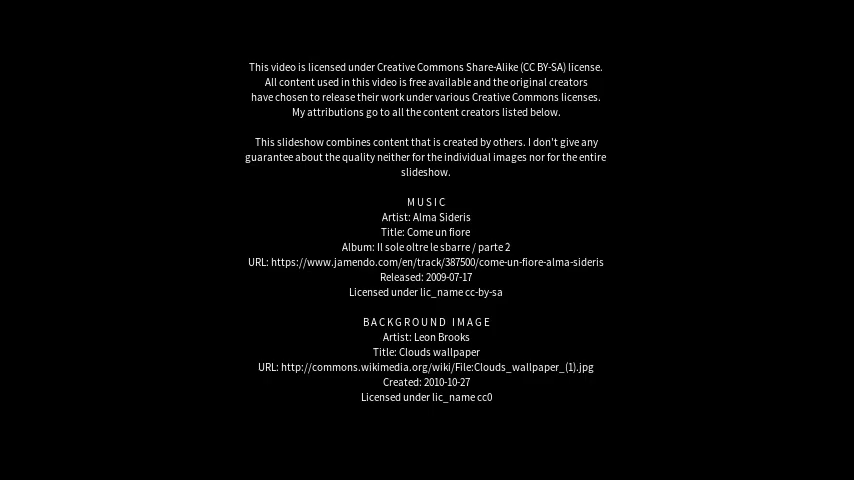 This video is licensed under Creative Commons Share-Alike (CC BY-SA) license.
All content used in this video is free available and the original creators
have chosen to release their work under various Creative Commons licenses.
My attributions go to all the content creators listed below.
This slideshow combines content that is created by others. I don't give any
guarantee about the quality neither for the individual images nor for the entire
slideshow.
M U S I C
Artist: Alma Sideris
Title: Come un fiore
Album: Il sole oltre le sbarre / parte 2
URL: https://www.jamendo.com/en/track/387500/come-un-fiore-alma-sideris
Released: 2009-07-17
Licensed under lic_name cc-by-sa
B A C K G R O U N D   I M A G E
Artist: Leon Brooks
Title: Clouds wallpaper
URL: http://commons.wikimedia.org/wiki/File:Clouds_wallpaper_(1).jpg
Created: 2010-10-27
Licensed under lic_name cc0